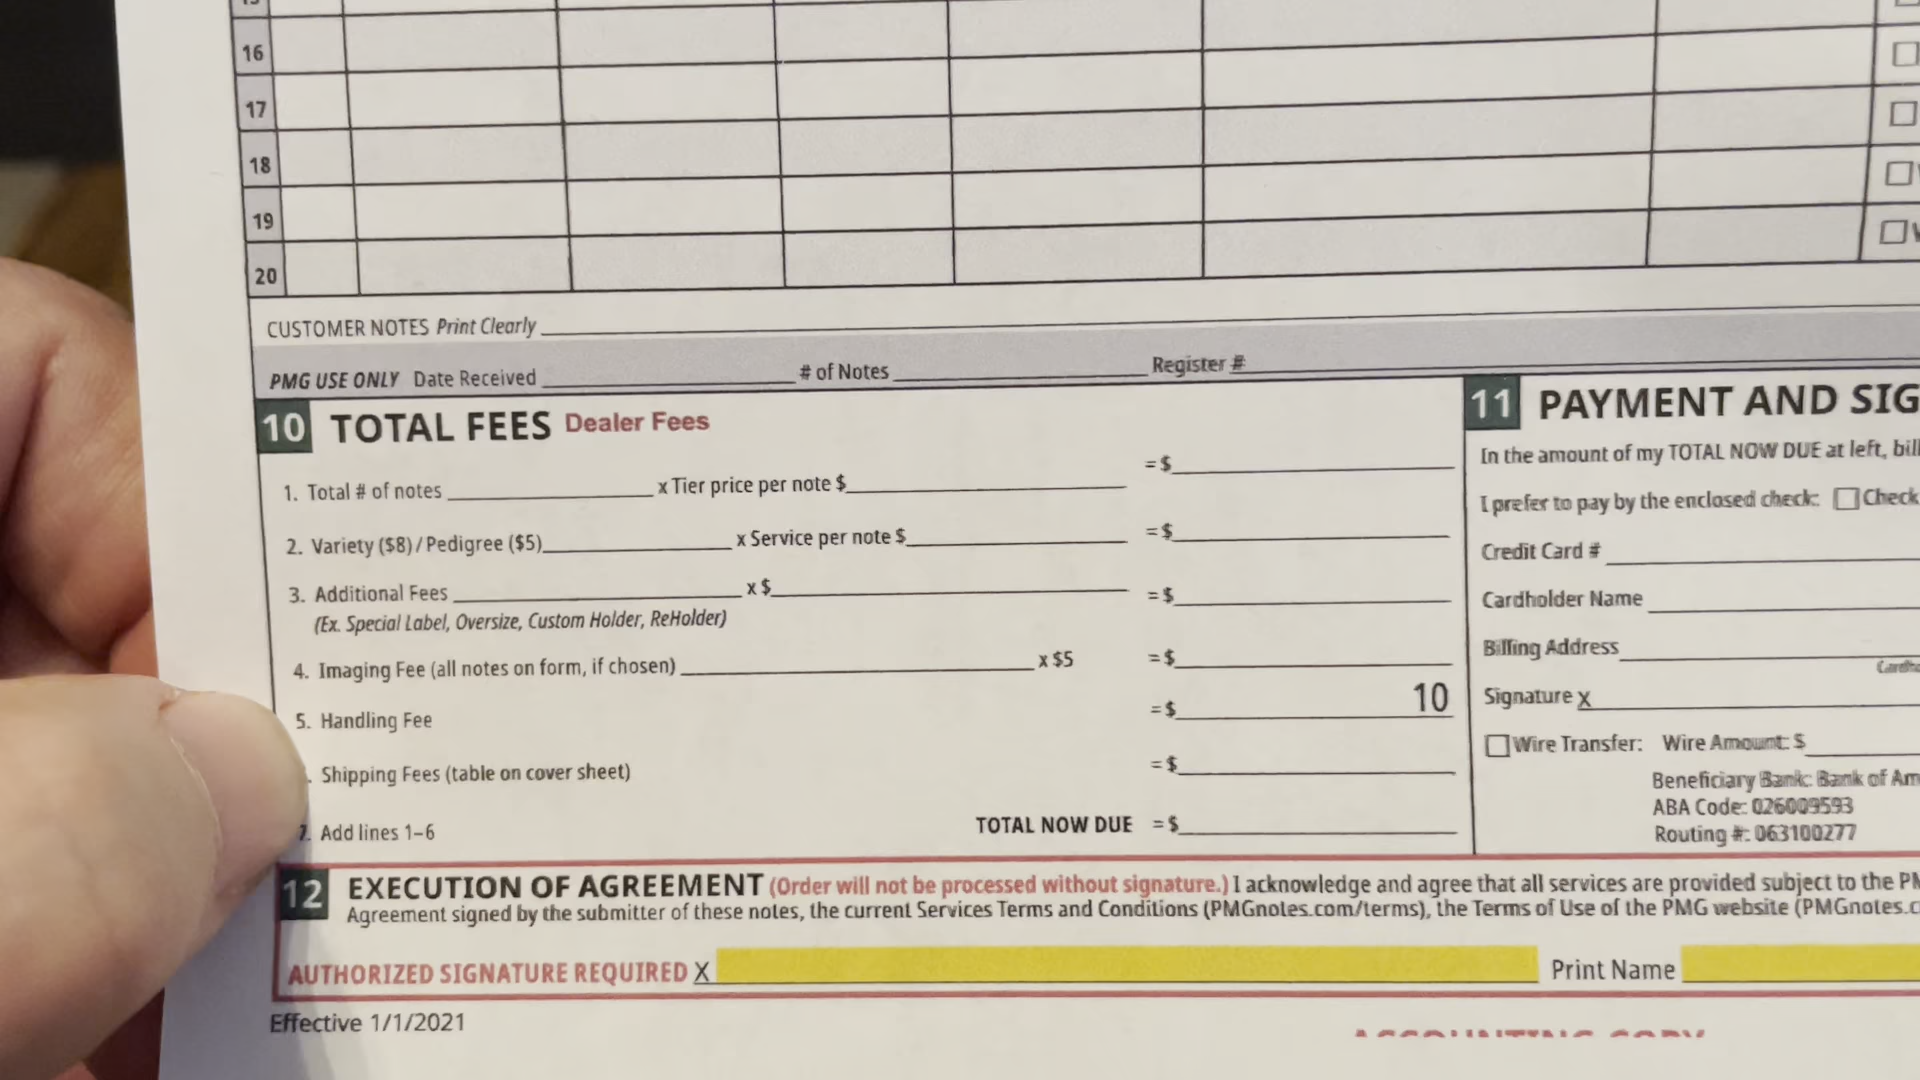 16
17
18
19
20
CUSTOMER NOTES Print Clearly
PMG USE ONLY Date Received # of Notes Register #
10 TOTAL FEES Dealer Fees
1. Total # of notes x Tier price per note $ = $
2. Variety ($8) / Pedigree ($5) x Service per note $ = $
3. Additional Fees x $ = $
(Ex. Special Label, Oversize, Custom Holder, ReHolder)
4. Imaging Fee (all notes on form, if chosen) x $5 = $
5. Handling Fee = $ 10
. Shipping Fees (table on cover sheet) = $
7. Add lines 1–6 TOTAL NOW DUE = $
11 PAYMENT AND SIG
In the amount of my TOTAL NOW DUE at left, bill
I prefer to pay by the enclosed check: Check
Credit Card #
Cardholder Name
Billing Address
Signature X
Wire Transfer: Wire Amount: $
Beneficiary Bank: Bank of Am
ABA Code: 026009593
Routing #: 063100277
12 EXECUTION OF AGREEMENT (Order will not be processed without signature.) I acknowledge and agree that all services are provided subject to the PM
Agreement signed by the submitter of these notes, the current Services Terms and Conditions (PMGnotes.com/terms), the Terms of Use of the PMG website (PMGnotes.c
AUTHORIZED SIGNATURE REQUIRED X Print Name
Effective 1/1/2021
ACCOUNTING COPY